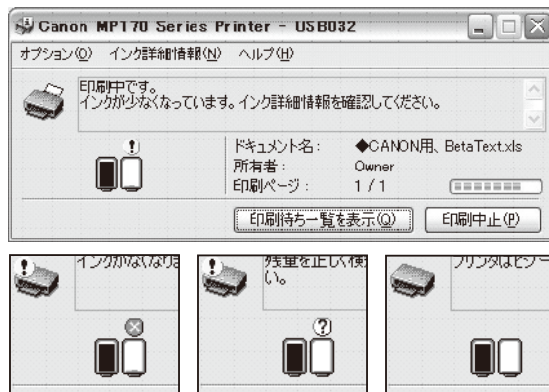 Canon MP170 Series Printer - USB032
オプション(O) インク詳細情報(N) ヘルプ(H)
印刷中です。
インクが少なくなっています。インク詳細情報を確認してください。
ドキュメント名： ◆CANON用、BetaText.xls
所有者： Owner
印刷ページ： 1 / 1
印刷待ち一覧を表示(Q) 印刷中止(P)
インクがなくなりま
残量を正しく検
い。
プリンタはビジー